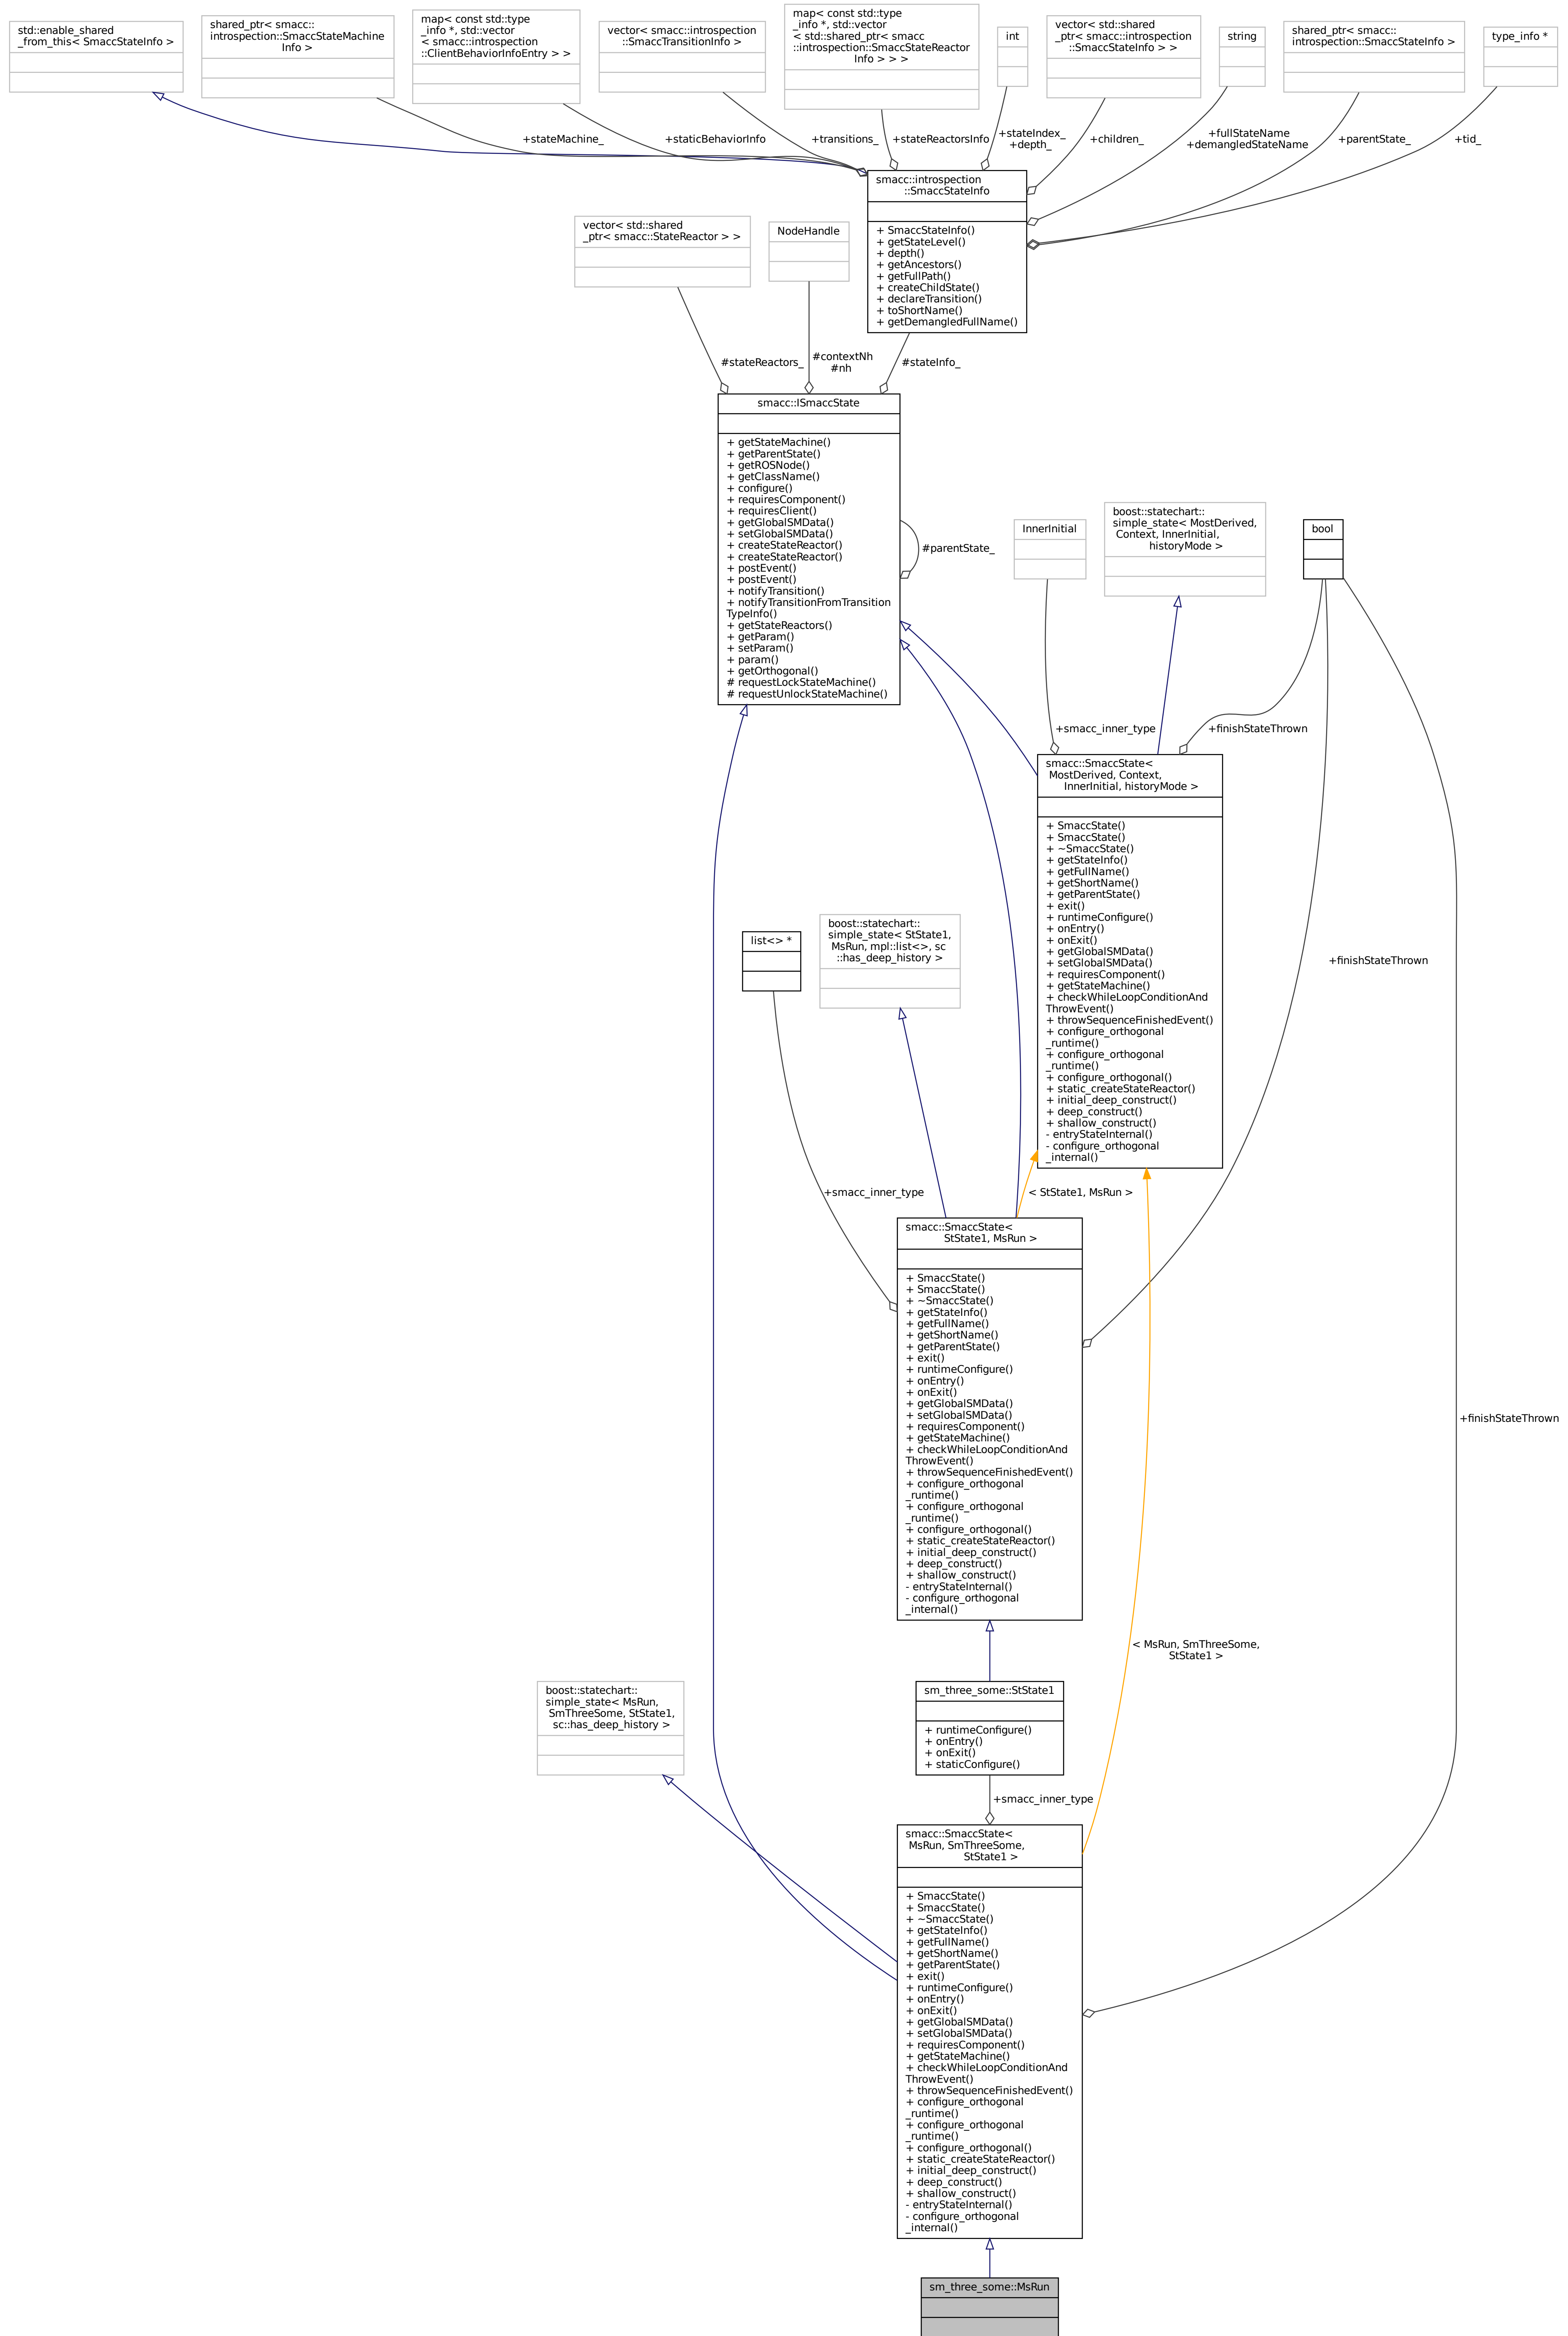 std::enable_shared
_from_this< SmaccStateInfo >
shared_ptr< smacc::
introspection::SmaccStateMachine
Info >
map< const std::type
_info *, std::vector
< smacc::introspection
::ClientBehaviorInfoEntry > >
vector< smacc::introspection
::SmaccTransitionInfo >
map< const std::type
_info *, std::vector
< std::shared_ptr< smacc
::introspection::SmaccStateReactor
Info > > >
int
vector< std::shared
_ptr< smacc::introspection
::SmaccStateInfo > >
string
shared_ptr< smacc::
introspection::SmaccStateInfo >
type_info *
+stateMachine_
+staticBehaviorInfo
+transitions_
+stateReactorsInfo
+stateIndex_
+depth_
+children_
+fullStateName
+demangledStateName
+parentState_
+tid_
smacc::introspection
::SmaccStateInfo
+ SmaccStateInfo()
+ getStateLevel()
+ depth()
+ getAncestors()
+ getFullPath()
+ createChildState()
+ declareTransition()
+ toShortName()
+ getDemangledFullName()
vector< std::shared
_ptr< smacc::StateReactor > >
NodeHandle
#stateReactors_
#contextNh
#nh
#stateInfo_
smacc::ISmaccState
+ getStateMachine()
+ getParentState()
+ getROSNode()
+ getClassName()
+ configure()
+ requiresComponent()
+ requiresClient()
+ getGlobalSMData()
+ setGlobalSMData()
+ createStateReactor()
+ createStateReactor()
+ postEvent()
+ postEvent()
+ notifyTransition()
+ notifyTransitionFromTransition
TypeInfo()
+ getStateReactors()
+ getParam()
+ setParam()
+ param()
+ getOrthogonal()
# requestLockStateMachine()
# requestUnlockStateMachine()
#parentState_
InnerInitial
boost::statechart::
simple_state< MostDerived,
Context, InnerInitial,
historyMode >
bool
+smacc_inner_type
+finishStateThrown
smacc::SmaccState<
MostDerived, Context,
InnerInitial, historyMode >
+ SmaccState()
+ SmaccState()
+ ~SmaccState()
+ getStateInfo()
+ getFullName()
+ getShortName()
+ getParentState()
+ exit()
+ runtimeConfigure()
+ onEntry()
+ onExit()
+ getGlobalSMData()
+ setGlobalSMData()
+ requiresComponent()
+ getStateMachine()
+ checkWhileLoopConditionAnd
ThrowEvent()
+ throwSequenceFinishedEvent()
+ configure_orthogonal
_runtime()
+ configure_orthogonal
_runtime()
+ configure_orthogonal()
+ static_createStateReactor()
+ initial_deep_construct()
+ deep_construct()
+ shallow_construct()
- entryStateInternal()
- configure_orthogonal
_internal()
list<> *
boost::statechart::
simple_state< StState1,
MsRun, mpl::list<>, sc
::has_deep_history >
+finishStateThrown
+smacc_inner_type
< StState1, MsRun >
smacc::SmaccState<
StState1, MsRun >
+ SmaccState()
+ SmaccState()
+ ~SmaccState()
+ getStateInfo()
+ getFullName()
+ getShortName()
+ getParentState()
+ exit()
+ runtimeConfigure()
+ onEntry()
+ onExit()
+ getGlobalSMData()
+ setGlobalSMData()
+ requiresComponent()
+ getStateMachine()
+ checkWhileLoopConditionAnd
ThrowEvent()
+ throwSequenceFinishedEvent()
+ configure_orthogonal
_runtime()
+ configure_orthogonal
_runtime()
+ configure_orthogonal()
+ static_createStateReactor()
+ initial_deep_construct()
+ deep_construct()
+ shallow_construct()
- entryStateInternal()
- configure_orthogonal
_internal()
+finishStateThrown
< MsRun, SmThreeSome,
StState1 >
boost::statechart::
simple_state< MsRun,
SmThreeSome, StState1,
sc::has_deep_history >
sm_three_some::StState1
+ runtimeConfigure()
+ onEntry()
+ onExit()
+ staticConfigure()
+smacc_inner_type
smacc::SmaccState<
MsRun, SmThreeSome,
StState1 >
+ SmaccState()
+ SmaccState()
+ ~SmaccState()
+ getStateInfo()
+ getFullName()
+ getShortName()
+ getParentState()
+ exit()
+ runtimeConfigure()
+ onEntry()
+ onExit()
+ getGlobalSMData()
+ setGlobalSMData()
+ requiresComponent()
+ getStateMachine()
+ checkWhileLoopConditionAnd
ThrowEvent()
+ throwSequenceFinishedEvent()
+ configure_orthogonal
_runtime()
+ configure_orthogonal
_runtime()
+ configure_orthogonal()
+ static_createStateReactor()
+ initial_deep_construct()
+ deep_construct()
+ shallow_construct()
- entryStateInternal()
- configure_orthogonal
_internal()
sm_three_some::MsRun